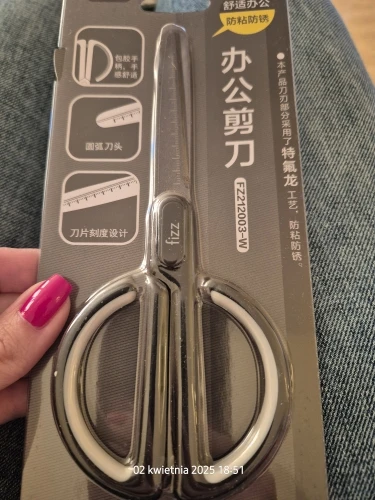 舒适办公
防粘防锈
包胶手
柄，手
感舒适
圆弧刀头
刀片刻度设计
办公剪刀
FZ212003-W
●本产品刀刃部分采用了特氟龙工艺，防粘防锈。
fizz
02 kwietnia 2025 18:51